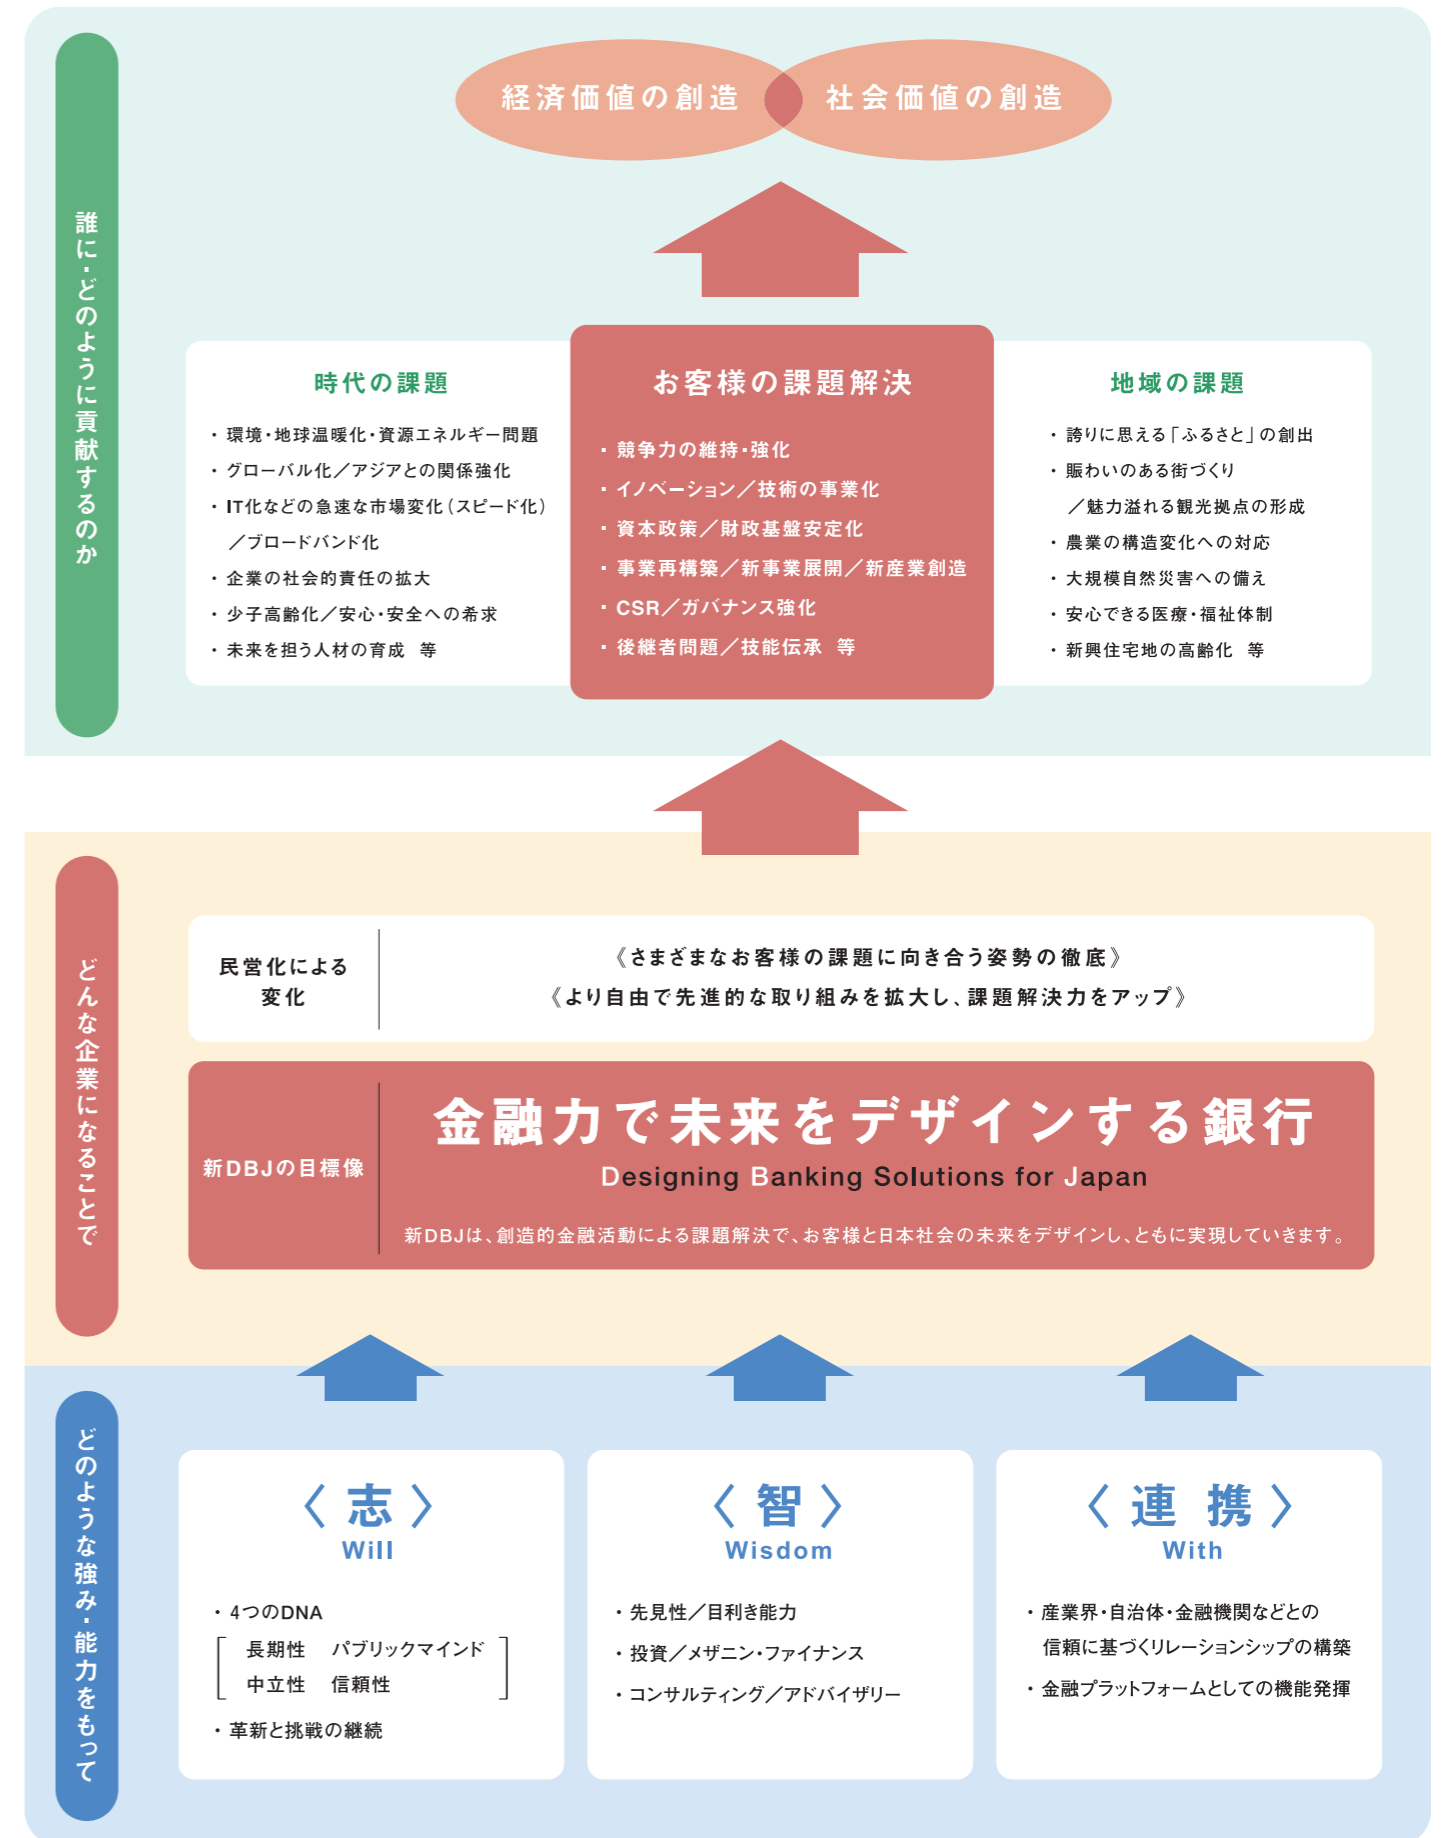 誰に・どのように貢献するのか
経済価値の創造
社会価値の創造
時代の課題
・環境・地球温暖化・資源エネルギー問題
・グローバル化／アジアとの関係強化
・IT化などの急速な市場変化（スピード化）
／ブロードバンド化
・企業の社会的責任の拡大
・少子高齢化／安心・安全への希求
・未来を担う人材の育成 等
お客様の課題解決
・競争力の維持・強化
・イノベーション／技術の事業化
・資本政策／財政基盤安定化
・事業再構築／新事業展開／新産業創造
・CSR／ガバナンス強化
・後継者問題／技能伝承 等
地域の課題
・誇りに思える「ふるさと」の創出
・賑わいのある街づくり
／魅力溢れる観光拠点の形成
・農業の構造変化への対応
・大規模自然災害への備え
・安心できる医療・福祉体制
・新興住宅地の高齢化 等
どんな企業になることで
民営化による
変化
《さまざまなお客様の課題に向き合う姿勢の徹底》
《より自由で先進的な取り組みを拡大し、課題解決力をアップ》
新DBJの目標像
金融力で未来をデザインする銀行
Designing Banking Solutions for Japan
新DBJは、創造的金融活動による課題解決で、お客様と日本社会の未来をデザインし、ともに実現していきます。
どのような強み・能力をもって
〈志〉
Will
・4つのDNA
長期性 パブリックマインド
中立性 信頼性
・革新と挑戦の継続
〈智〉
Wisdom
・先見性／目利き能力
・投資／メザニン・ファイナンス
・コンサルティング／アドバイザリー
〈連携〉
With
・産業界・自治体・金融機関などとの
信頼に基づくリレーションシップの構築
・金融プラットフォームとしての機能発揮